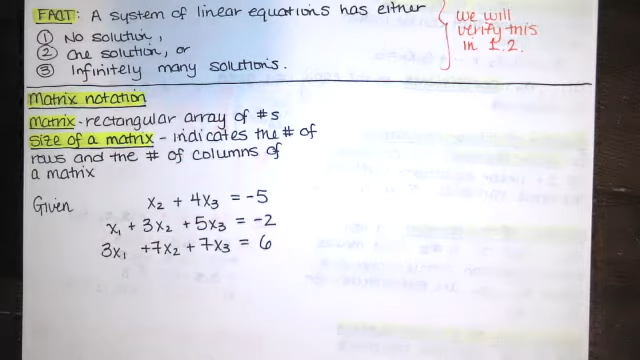 FACT: A system of linear equations has either
① No solution,
② One solution, or
③ Infinitely many solutions.
we will
verify this
in 1.2.
Matrix notation
matrix - rectangular array of #s
size of a matrix - indicates the # of
rows and the # of columns of
a matrix
Given
x₂ + 4x₃ = -5
x₁ + 3x₂ + 5x₃ = -2
3x₁ + 7x₂ + 7x₃ = 6